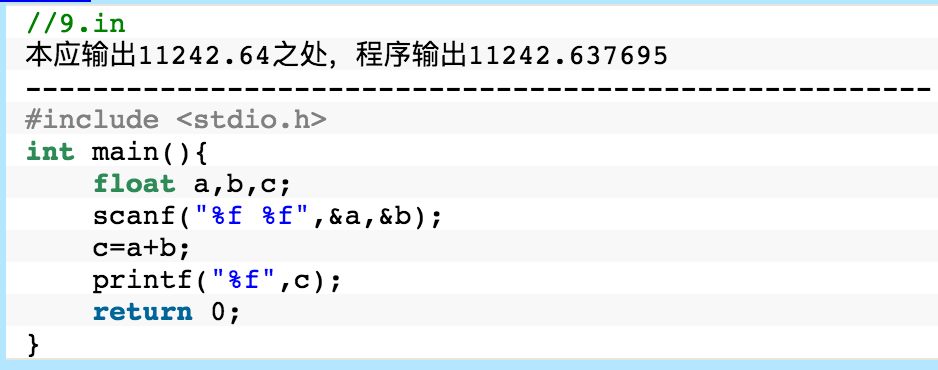 //9.in
本应输出11242.64之处，程序输出11242.637695
------------------------------------------------------
#include <stdio.h>
int main(){
    float a,b,c;
    scanf("%f %f",&a,&b);
    c=a+b;
    printf("%f",c);
    return 0;
}